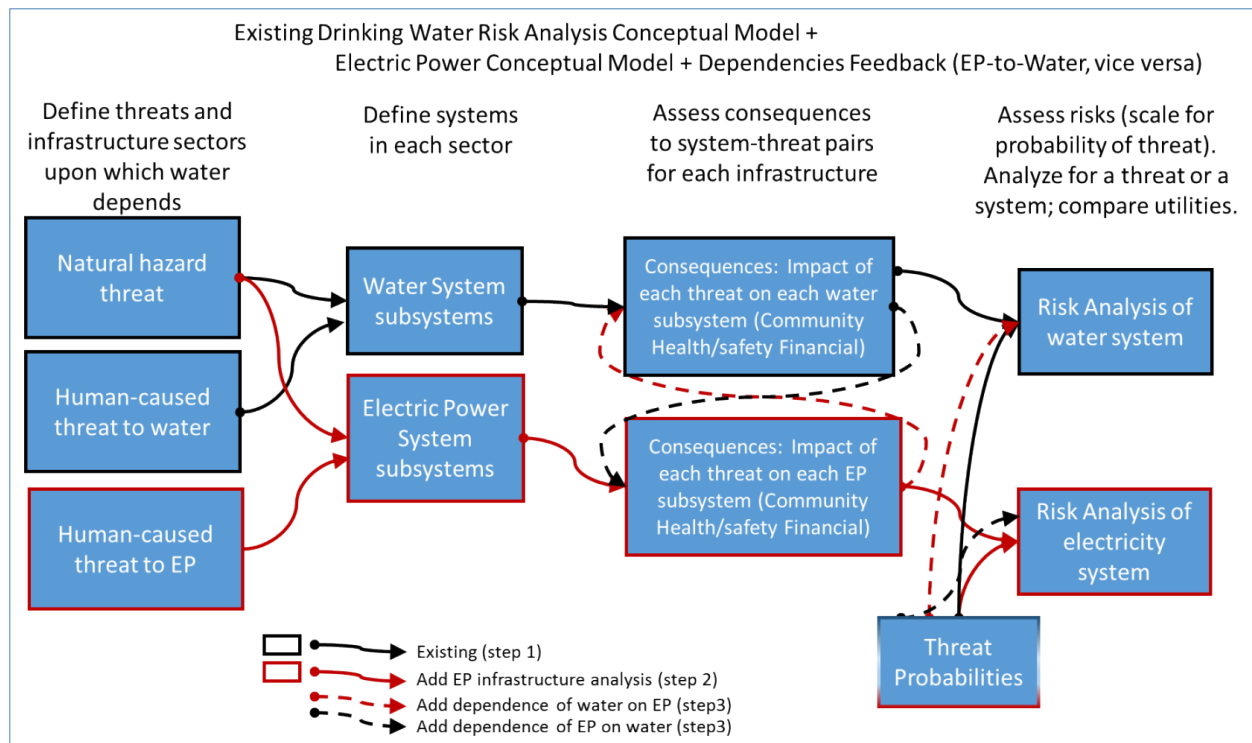 Existing Drinking Water Risk Analysis Conceptual Model +
Electric Power Conceptual Model + Dependencies Feedback (EP-to-Water, vice versa)
Define threats and
infrastructure sectors
upon which water
depends
Define systems
in each sector
Assess consequences
to system-threat pairs
for each infrastructure
Assess risks (scale for
probability of threat).
Analyze for a threat or a
system; compare utilities.
Natural hazard
threat
Human-caused
threat to water
Human-caused
threat to EP
Water System
subsystems
Electric Power
System
subsystems
Consequences: Impact of
each threat on each water
subsystem (Community
Health/safety Financial)
Consequences: Impact of
each threat on each EP
subsystem (Community
Health/safety Financial)
Risk Analysis of
water system
Risk Analysis of
electricity
system
Threat
Probabilities
Existing (step 1)
Add EP infrastructure analysis (step 2)
Add dependence of water on EP (step3)
Add dependence of EP on water (step3)